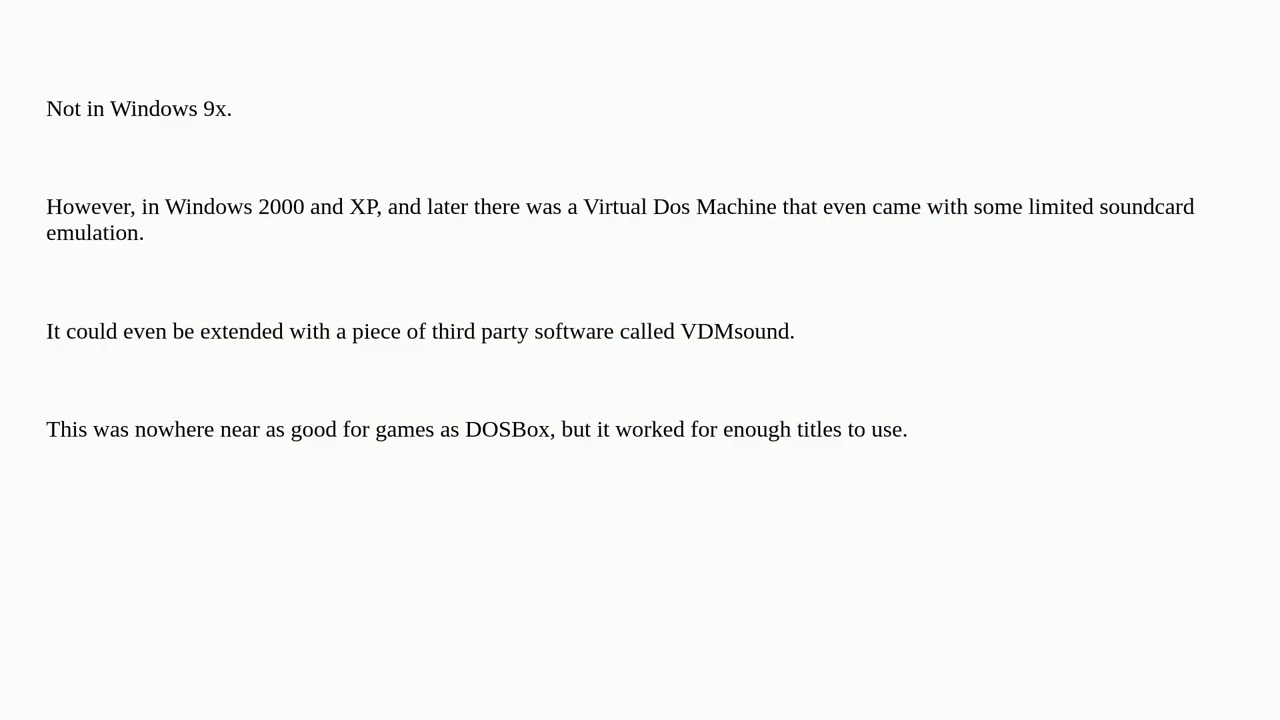 Not in Windows 9x.
However, in Windows 2000 and XP, and later there was a Virtual Dos Machine that even came with some limited soundcard
emulation.
It could even be extended with a piece of third party software called VDMsound.
This was nowhere near as good for games as DOSBox, but it worked for enough titles to use.